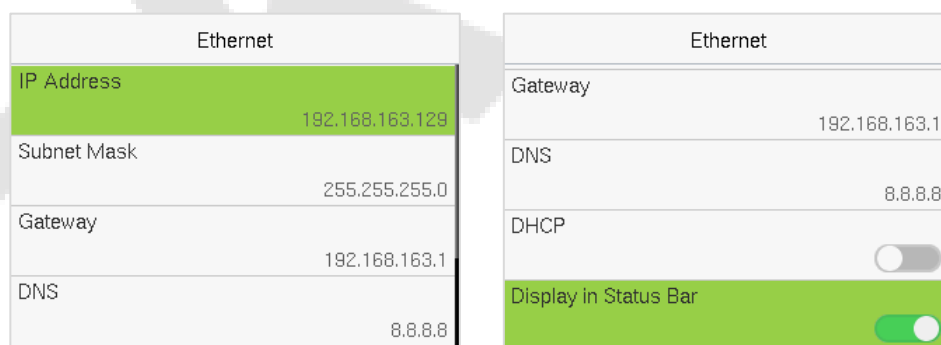 Ethernet
IP Address
192.168.163.129
Subnet Mask
255.255.255.0
Gateway
192.168.163.1
DNS
8.8.8.8
Ethernet
Gateway
192.168.163.1
DNS
8.8.8.8
DHCP
Display in Status Bar